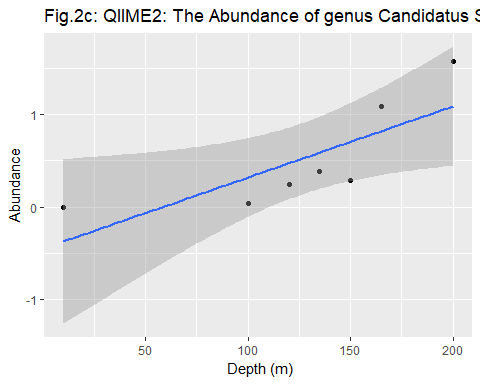 Fig.2c: QIIME2: The Abundance of genus Candidatus S
1
0
-1
Abundance
50
100
150
200
Depth (m)